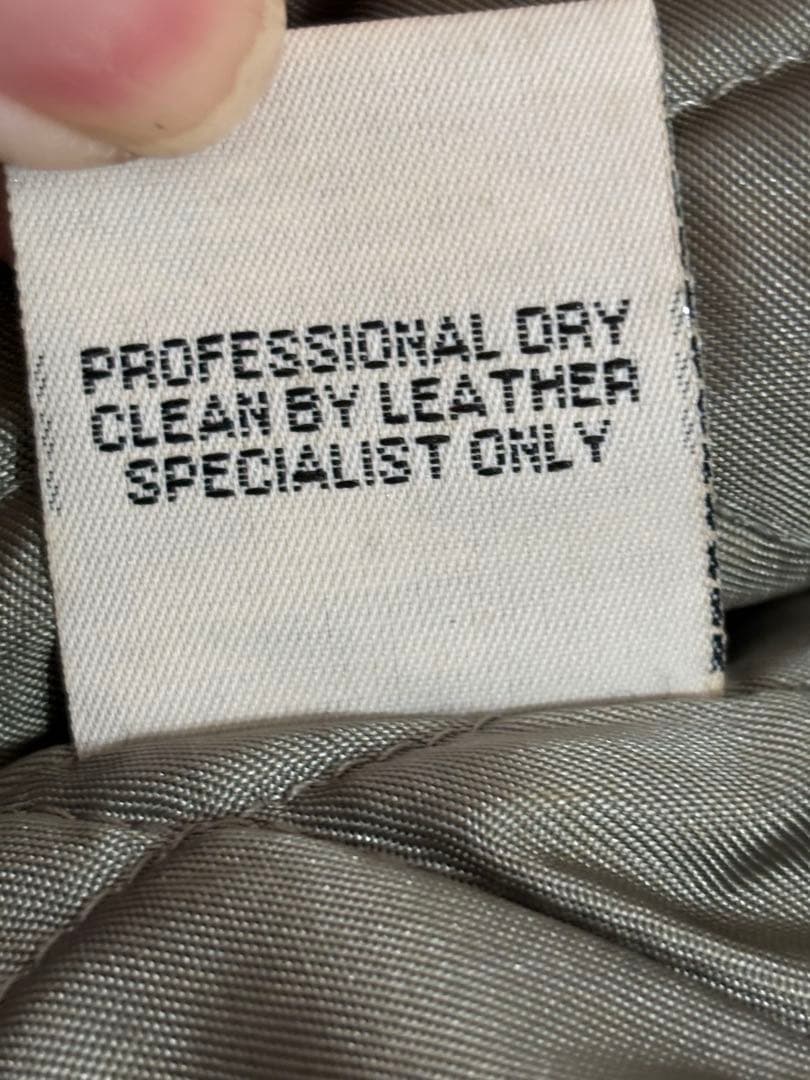 PROFESSIONAL DRY
CLEAN BY LEATHER
SPECIALIST ONLY